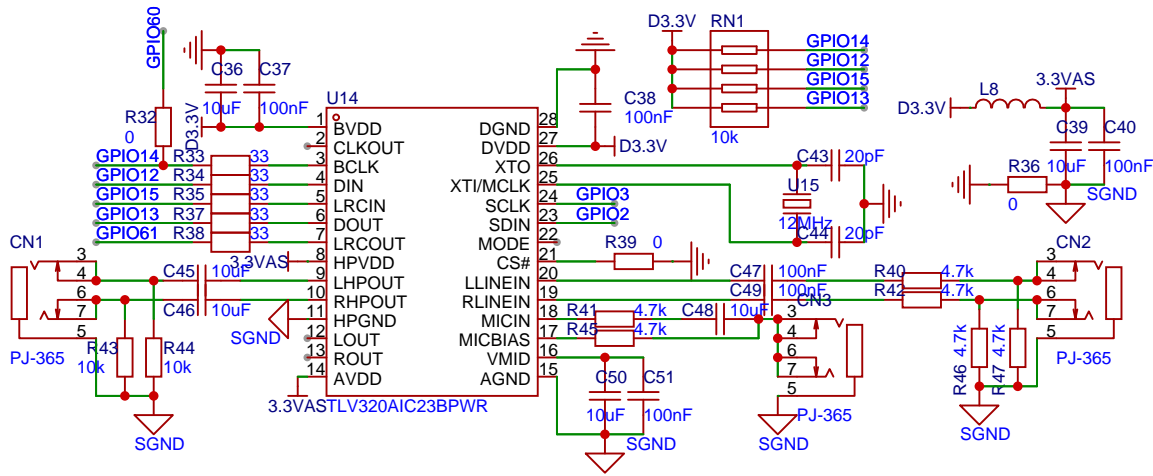 GPIO60
R32
0
D3.3V
C36
10uF
C37
100nF
U14
1
BVDD
2
CLKOUT
3
BCLK
4
DIN
5
LRCIN
6
DOUT
7
LRCOUT
8
HPVDD
9
LHPOUT
10
RHPOUT
11
HPGND
12
LOUT
13
ROUT
14
AVDD
28
DGND
27
DVDD
26
XTO
25
XTI/MCLK
24
SCLK
23
SDIN
22
MODE
21
CS#
20
LLINEIN
19
RLINEIN
18
MICIN
17
MICBIAS
16
VMID
15
AGND
TLV320AIC23BPWR
GPIO14
R33
33
GPIO12
R34
33
GPIO15
R35
33
GPIO13
R37
33
GPIO61
R38
33
3.3VAS
CN1
3
4
6
7
5
PJ-365
C45
10uF
C46
10uF
R43
10k
R44
10k
SGND
SGND
3.3VAS
C38
100nF
D3.3V
D3.3V
RN1
GPIO14
GPIO12
GPIO15
GPIO13
10k
C43
20pF
U15
12MHz
C44
20pF
GPIO3
GPIO2
R39
0
C47
100nF
C49
100nF
R41
4.7k
R45
4.7k
C48
10uF
C50
10uF
C51
100nF
SGND
CN3
3
4
6
7
5
PJ-365
SGND
R40
4.7k
R42
4.7k
R46
4.7k
R47
4.7k
SGND
CN2
3
4
6
7
5
PJ-365
D3.3V
L8
3.3VAS
C39
10uF
C40
100nF
R36
0
SGND